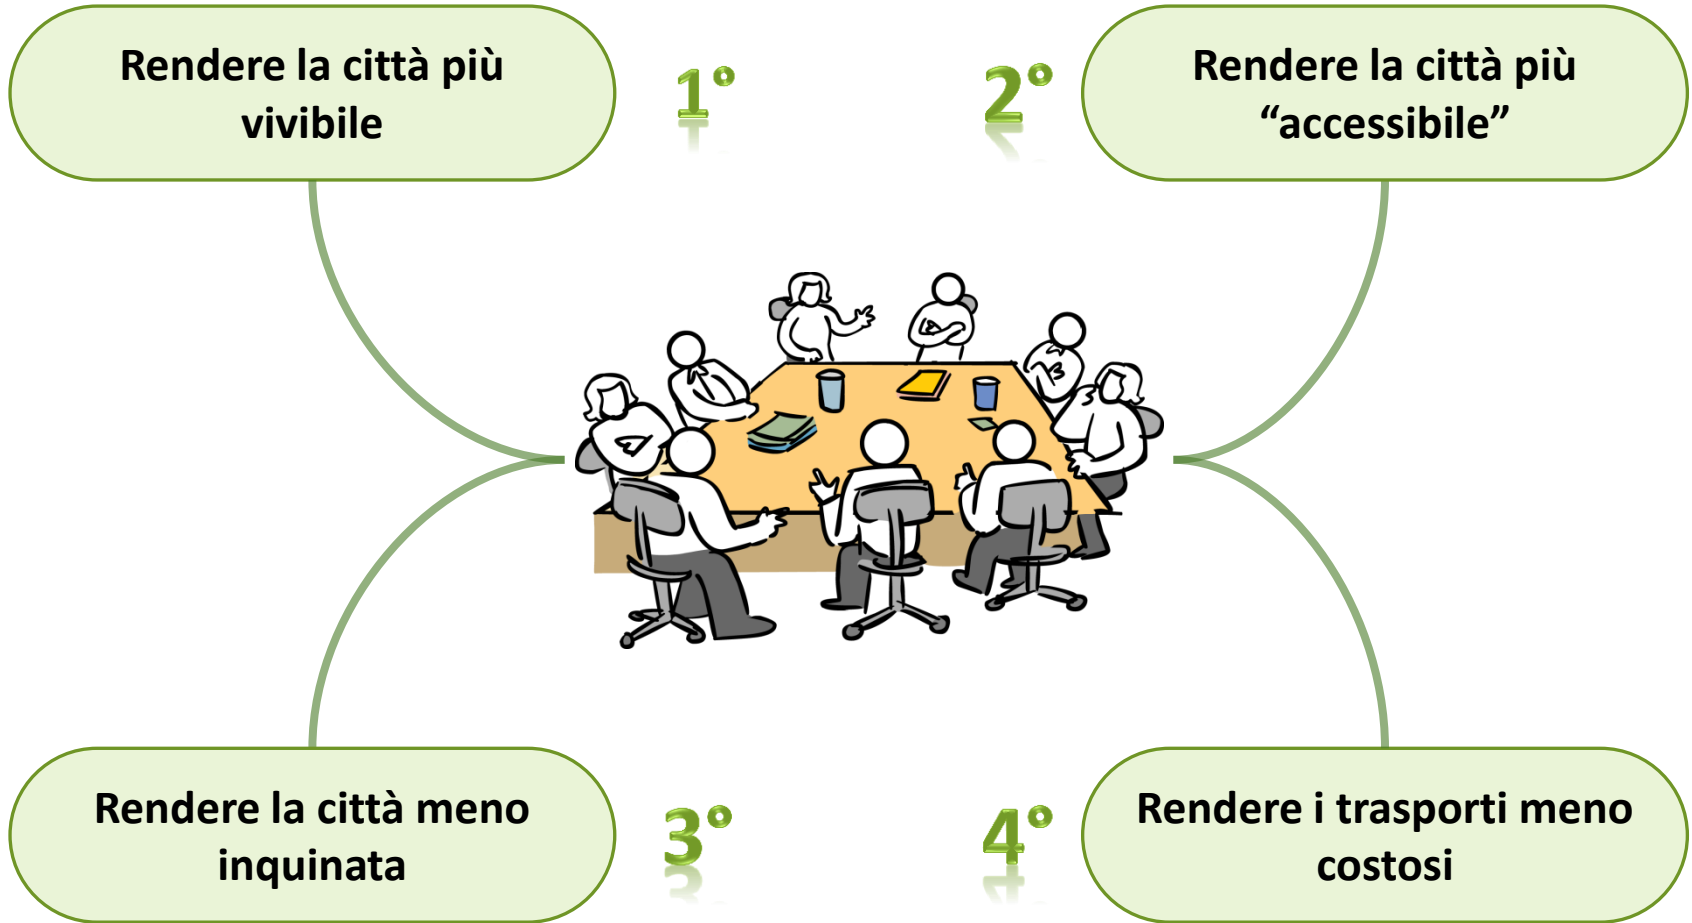 Rendere la città più
vivibile
1°
2°
Rendere la città più
“accessibile”
Rendere la città meno
inquinata
3°
4°
Rendere i trasporti meno
costosi